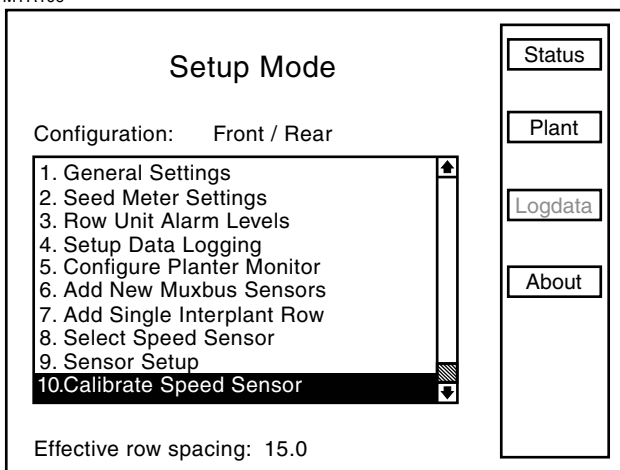 Setup Mode
Configuration: Front / Rear
1. General Settings
2. Seed Meter Settings
3. Row Unit Alarm Levels
4. Setup Data Logging
5. Configure Planter Monitor
6. Add New Muxbus Sensors
7. Add Single Interplant Row
8. Select Speed Sensor
9. Sensor Setup
10.Calibrate Speed Sensor
Effective row spacing: 15.0
Status
Plant
Logdata
About